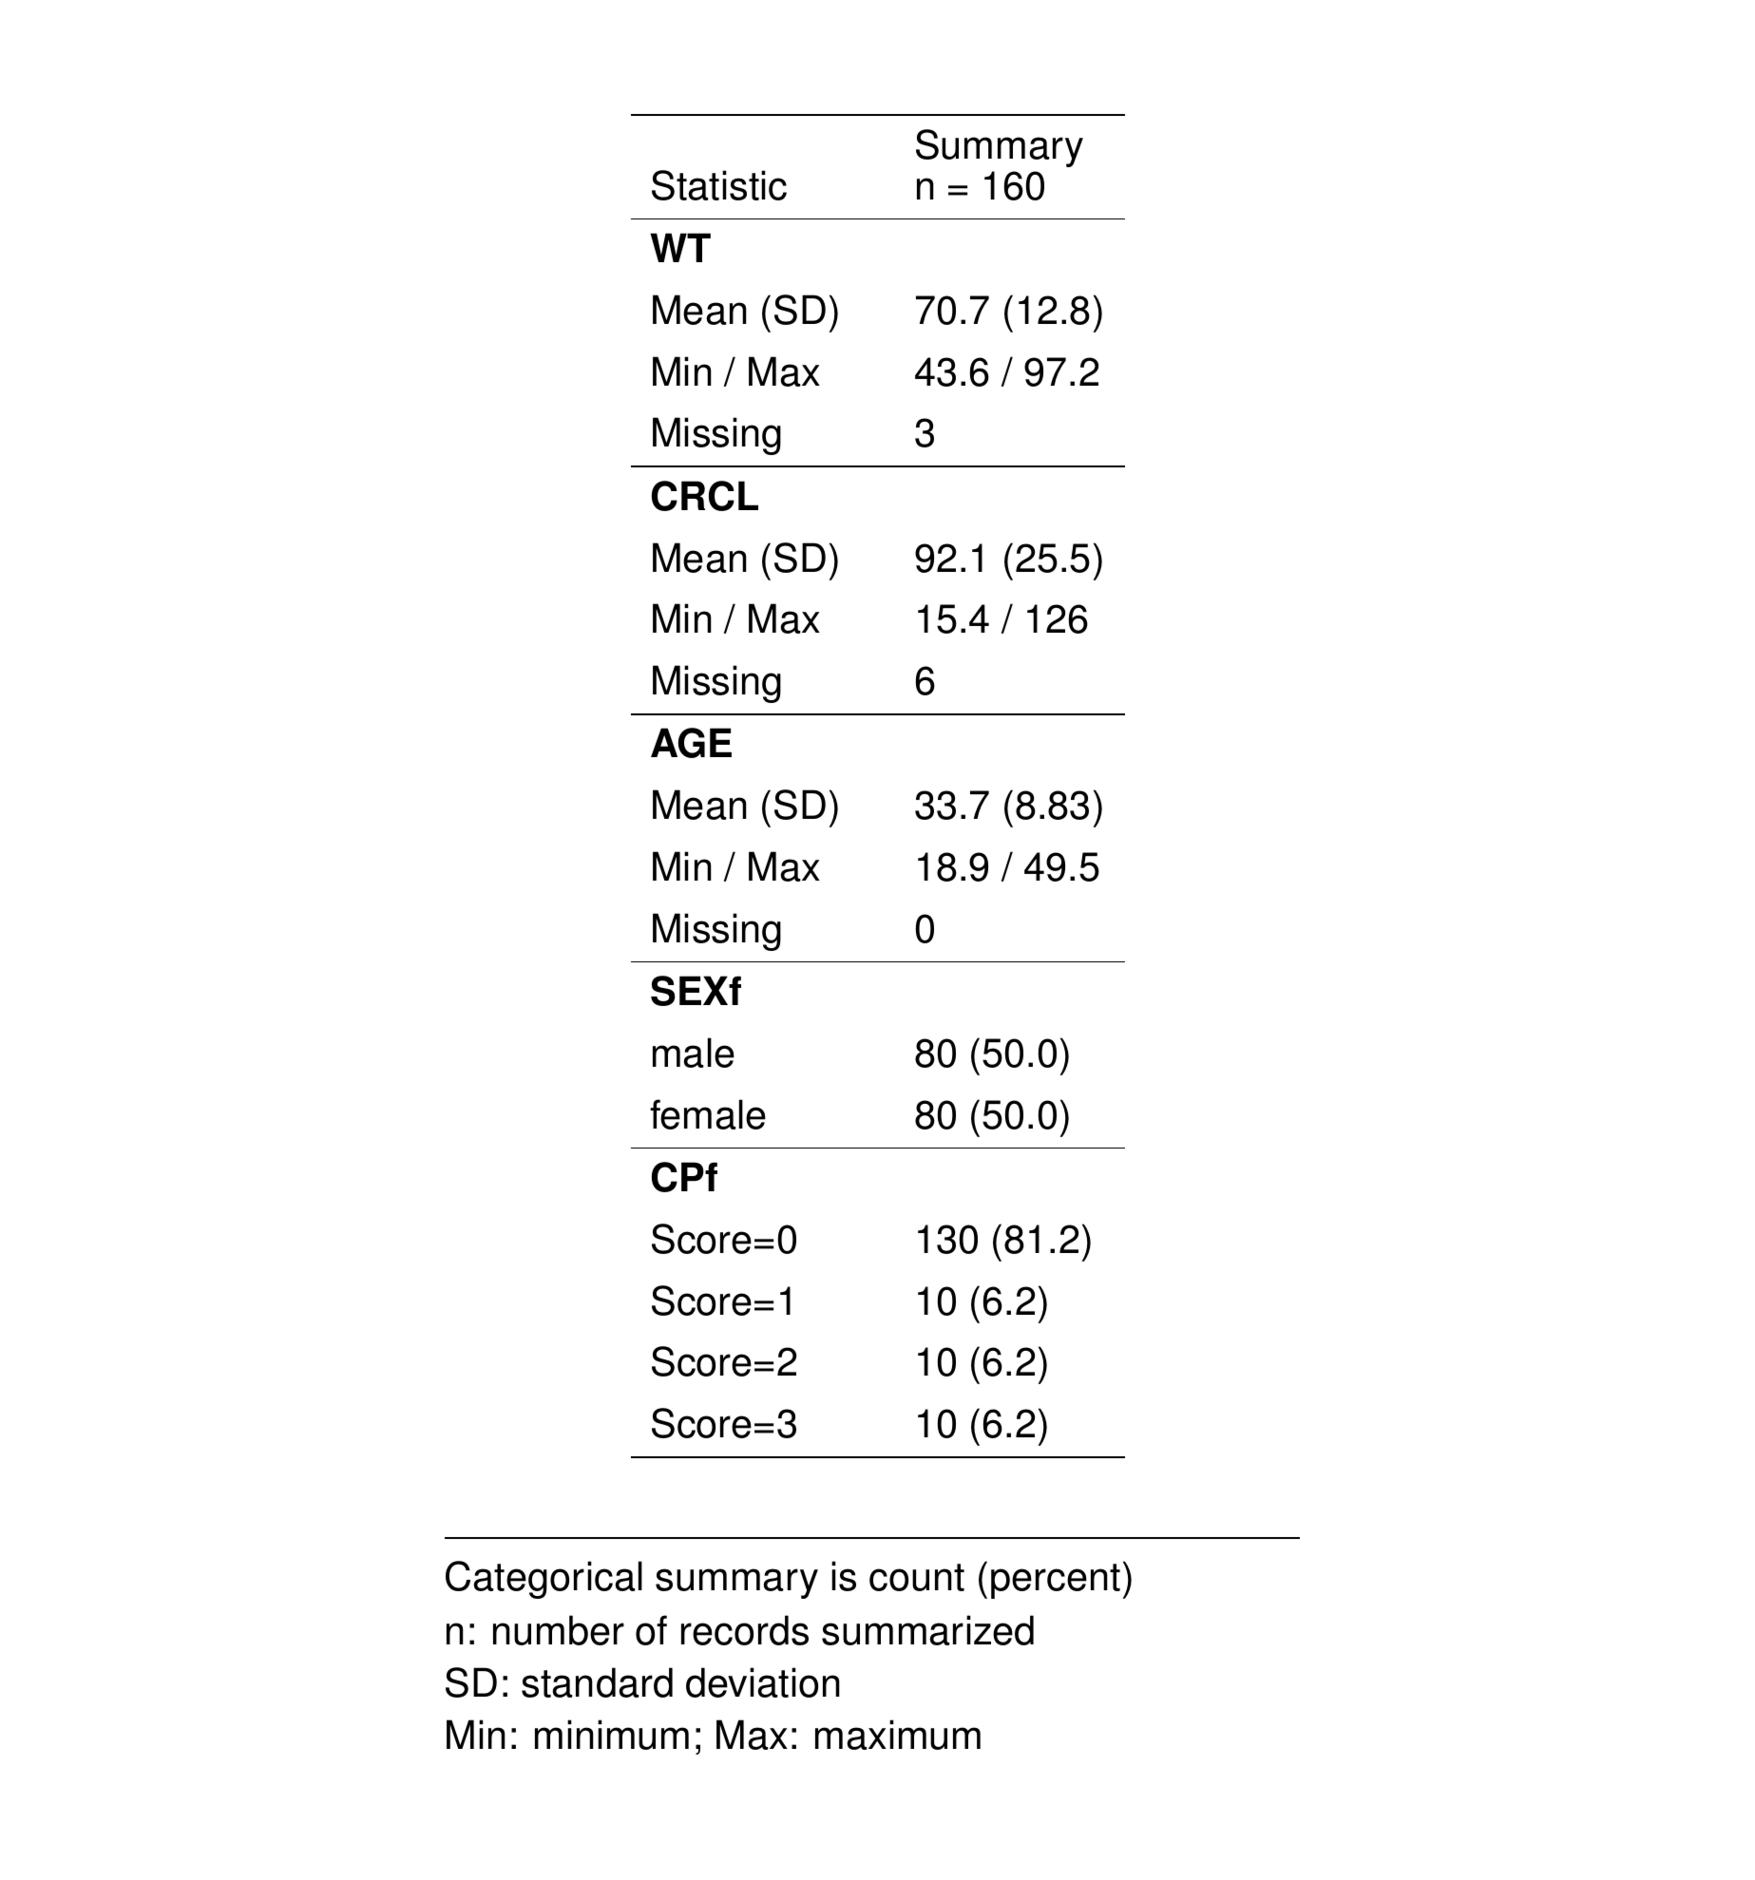 Summary
Statistic n = 160
WT
Mean (SD) 70.7 (12.8)
Min / Max 43.6 / 97.2
Missing 3
CRCL
Mean (SD) 92.1 (25.5)
Min / Max 15.4 / 126
Missing 6
AGE
Mean (SD) 33.7 (8.83)
Min / Max 18.9 / 49.5
Missing 0
SEXf
male 80 (50.0)
female 80 (50.0)
CPf
Score=0 130 (81.2)
Score=1 10 (6.2)
Score=2 10 (6.2)
Score=3 10 (6.2)
Categorical summary is count (percent)
n: number of records summarized
SD: standard deviation
Min: minimum; Max: maximum